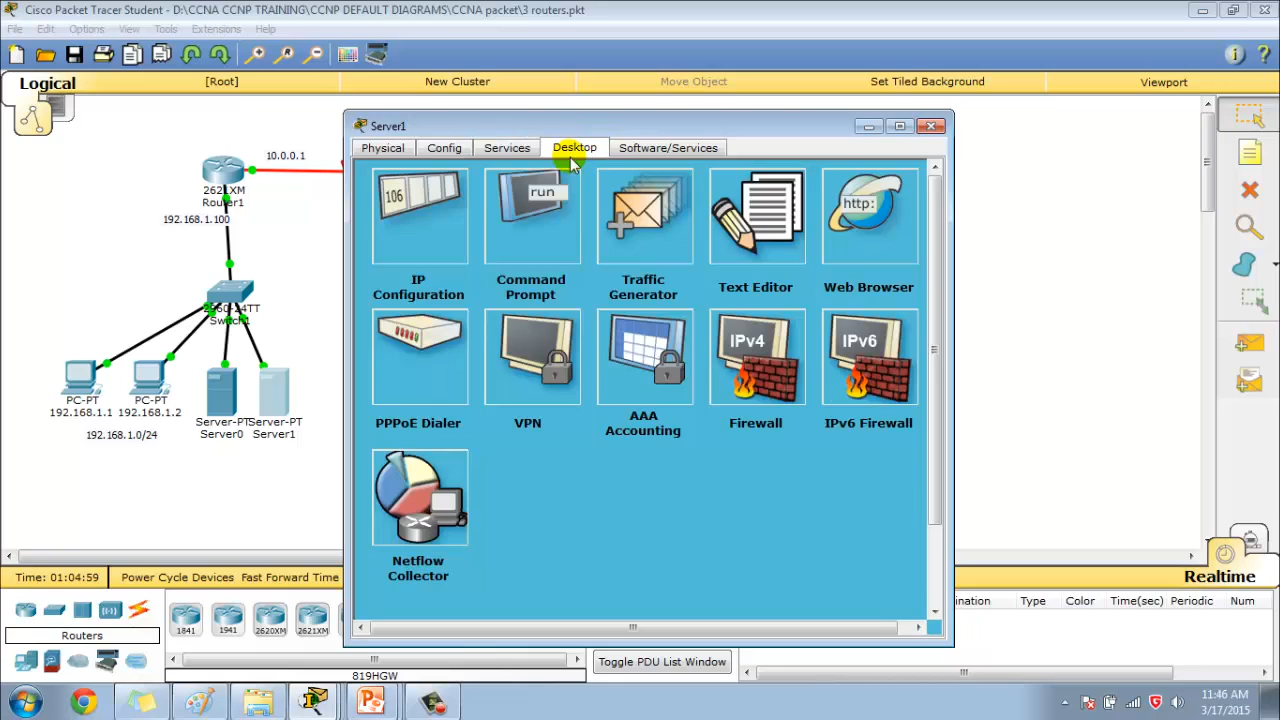 Cisco Packet Tracer Student - D:\CCNA CCNP TRAINING\CCNP DEFAULT DIAGRAMS\CCNA packet\3 routers.pkt
File Edit Options View Tools Extensions Help
Logical [Root] New Cluster Move Object Set Tiled Background Viewport
Server1
Physical Config Services Desktop Software/Services
106
run
http:
IP Configuration
Command Prompt
Traffic Generator
Text Editor
Web Browser
IPv4
IPv6
PPPoE Dialer
VPN
AAA Accounting
Firewall
IPv6 Firewall
Netflow Collector
10.0.0.1
2621XM
Router1
192.168.1.100
2960-24TT
Switch1
PC-PT
192.168.1.1
PC-PT
192.168.1.2
Server-PT
Server0
Server-PT
Server1
192.168.1.0/24
Time: 01:04:59 Power Cycle Devices Fast Forward Time
Realtime
Routers
1841 1941 2620XM 2621XM
819HGW
Toggle PDU List Window
ination Type Color Time(sec) Periodic Num
11:46 AM
3/17/2015